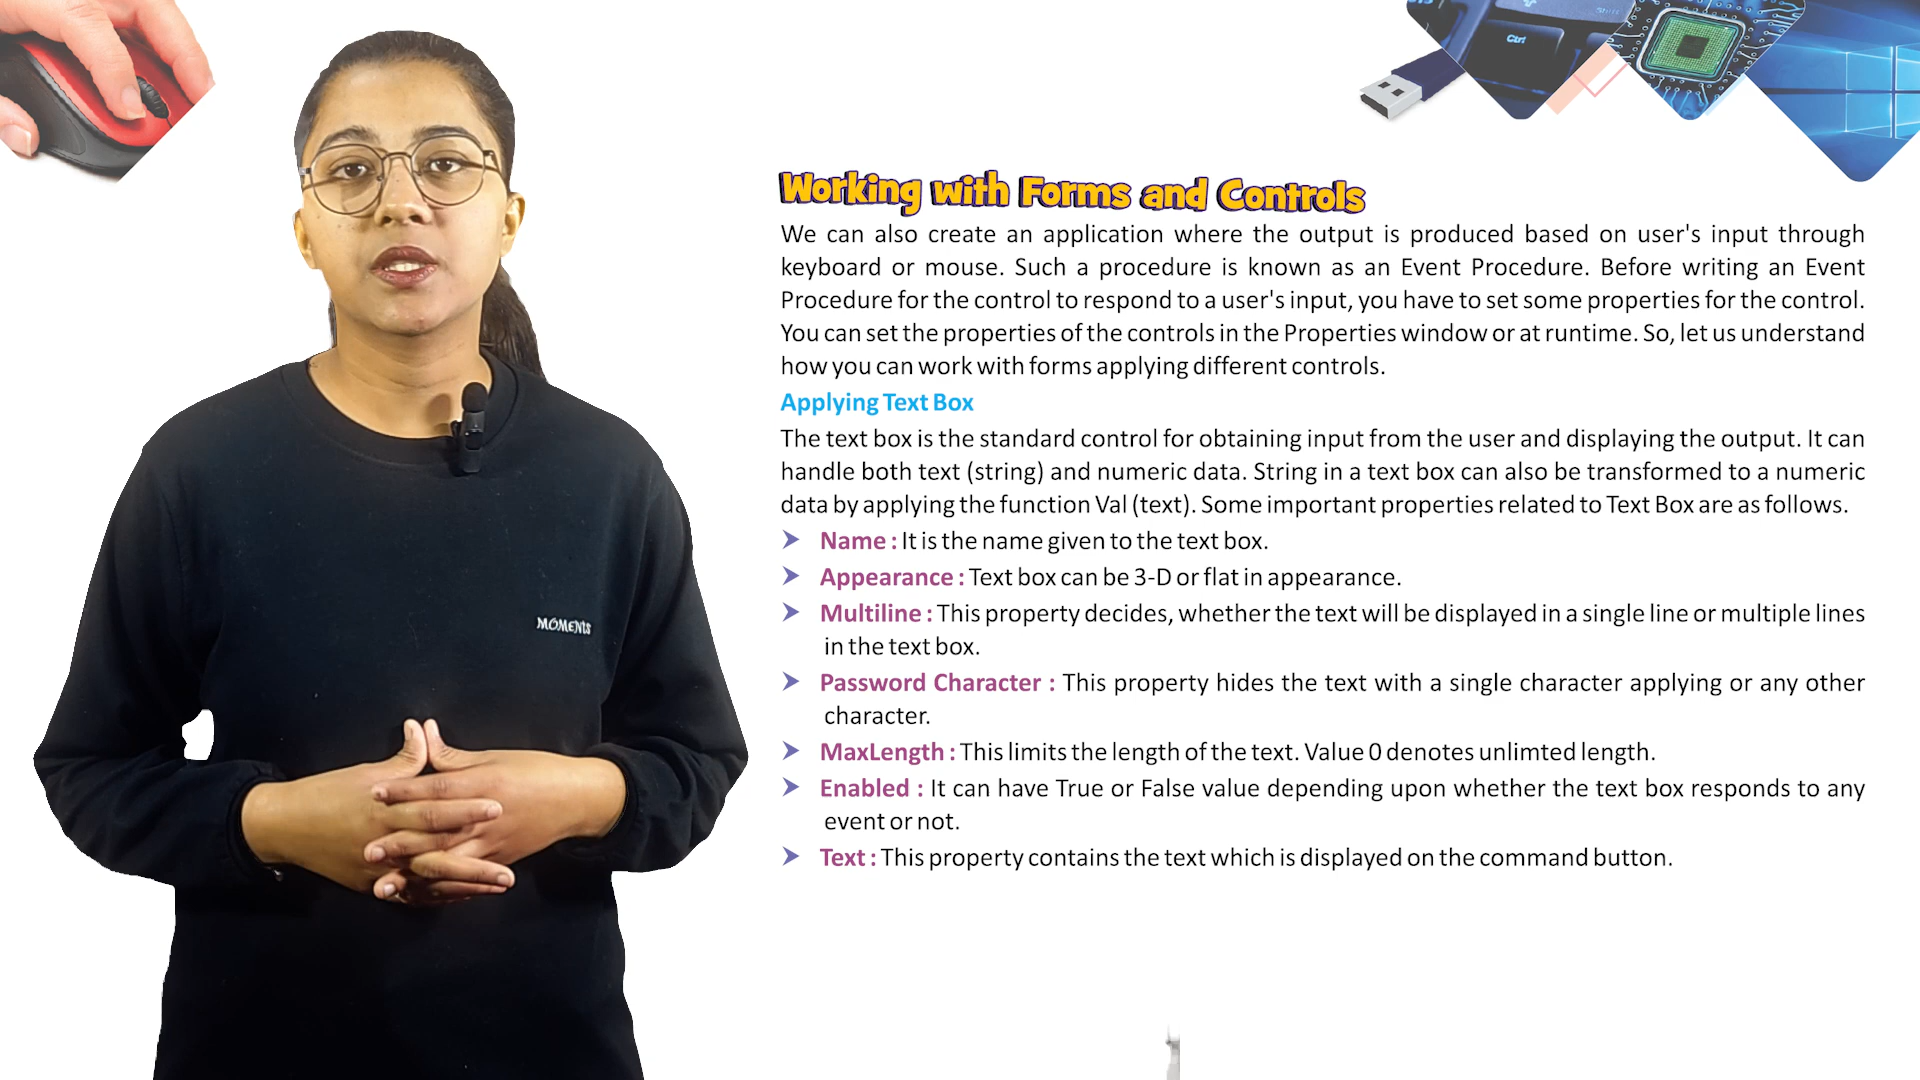 Ctrl
Working with Forms and Controls
We can also create an application where the output is produced based on user's input through
keyboard or mouse. Such a procedure is known as an Event Procedure. Before writing an Event
Procedure for the control to respond to a user's input, you have to set some properties for the control.
You can set the properties of the controls in the Properties window or at runtime. So, let us understand
how you can work with forms applying different controls.
Applying Text Box
The text box is the standard control for obtaining input from the user and displaying the output. It can
handle both text (string) and numeric data. String in a text box can also be transformed to a numeric
data by applying the function Val (text). Some important properties related to Text Box are as follows.
➤ Name : It is the name given to the text box.
➤ Appearance : Text box can be 3-D or flat in appearance.
➤ Multiline : This property decides, whether the text will be displayed in a single line or multiple lines
in the text box.
➤ Password Character : This property hides the text with a single character applying or any other
character.
➤ MaxLength : This limits the length of the text. Value 0 denotes unlimted length.
➤ Enabled : It can have True or False value depending upon whether the text box responds to any
event or not.
➤ Text : This property contains the text which is displayed on the command button.
MOMENTS